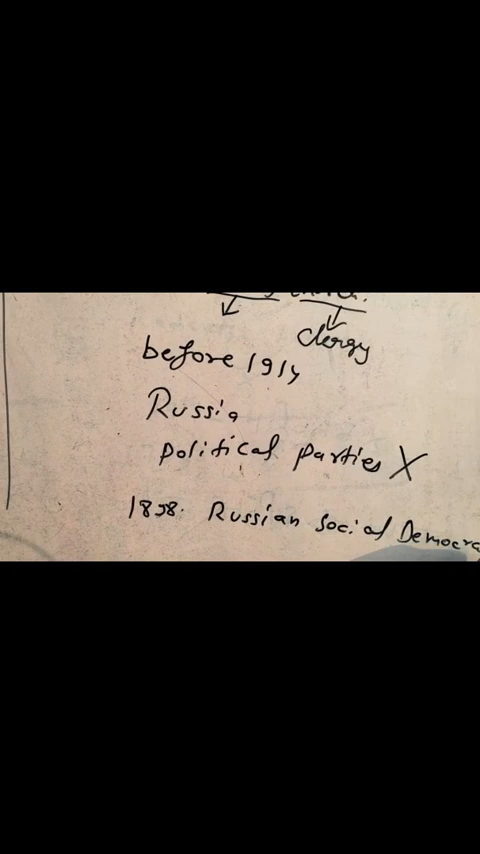 clergy
before 1914
Russia
political parties X
1898. Russian Social Democra